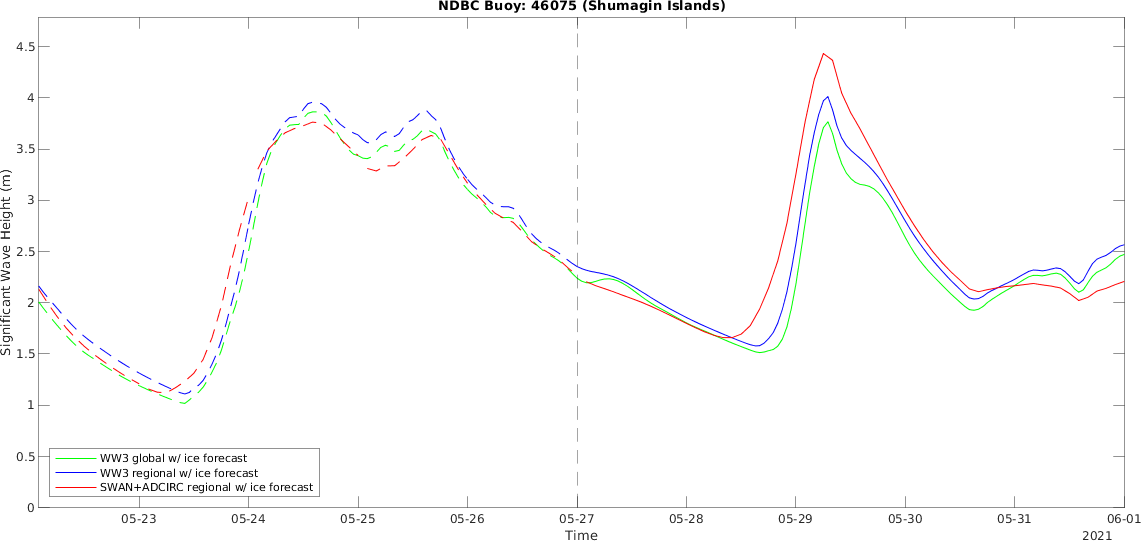 NDBC Buoy: 46075 (Shumagin Islands)
Significant Wave Height (m)
4.5
4
3.5
3
2.5
2
1.5
1
0.5
0
WW3 global w/ ice forecast
WW3 regional w/ ice forecast
SWAN+ADCIRC regional w/ ice forecast
05-23 05-24 05-25 05-26 05-27 05-28 05-29 05-30 05-31 06-01
Time
2021